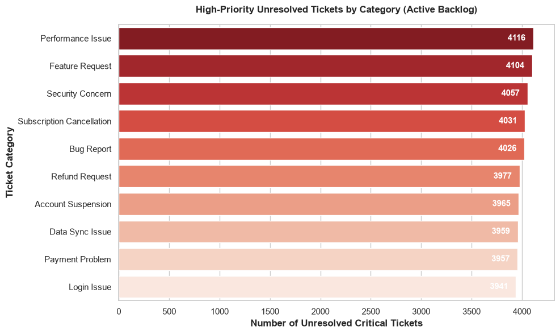 High-Priority Unresolved Tickets by Category (Active Backlog)
Ticket Category
Performance Issue 4116
Feature Request 4104
Security Concern 4057
Subscription Cancellation 4031
Bug Report 4026
Refund Request 3977
Account Suspension 3965
Data Sync Issue 3959
Payment Problem 3957
Login Issue 3941
0 500 1000 1500 2000 2500 3000 3500 4000
Number of Unresolved Critical Tickets